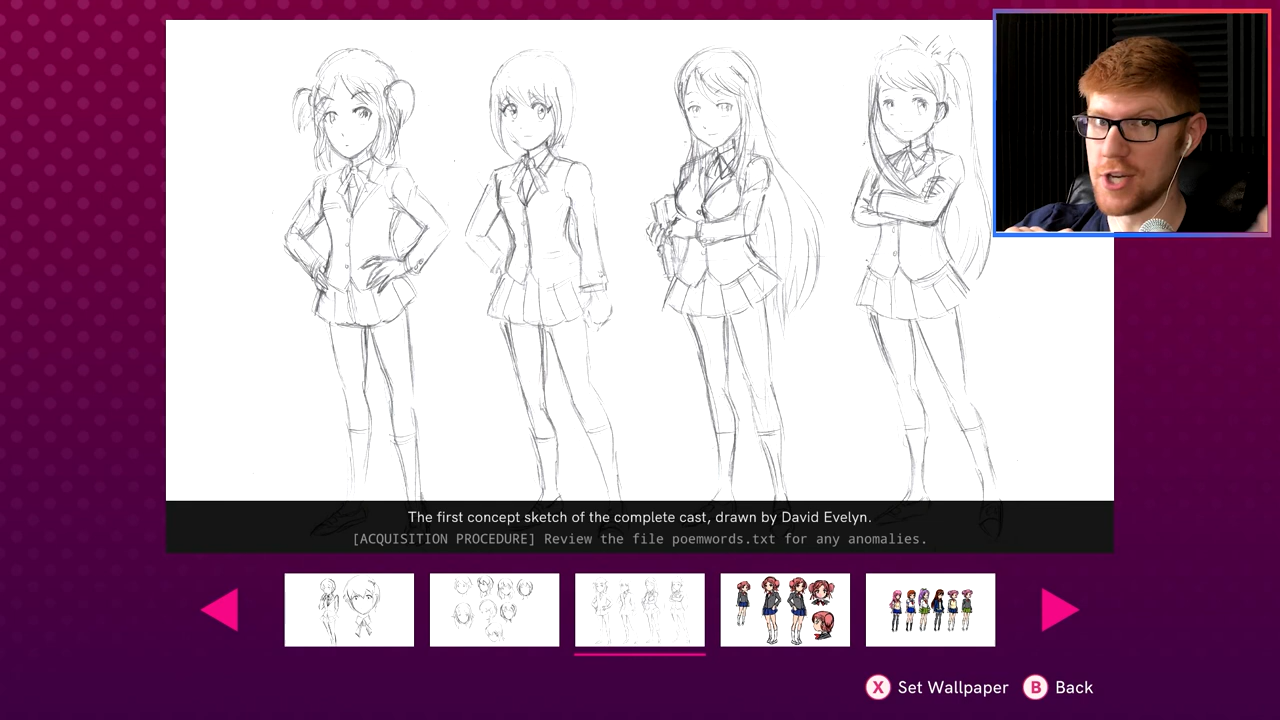 The first concept sketch of the complete cast, drawn by David Evelyn.
[ACQUISITION PROCEDURE] Review the file poemwords.txt for any anomalies.
X Set Wallpaper B Back